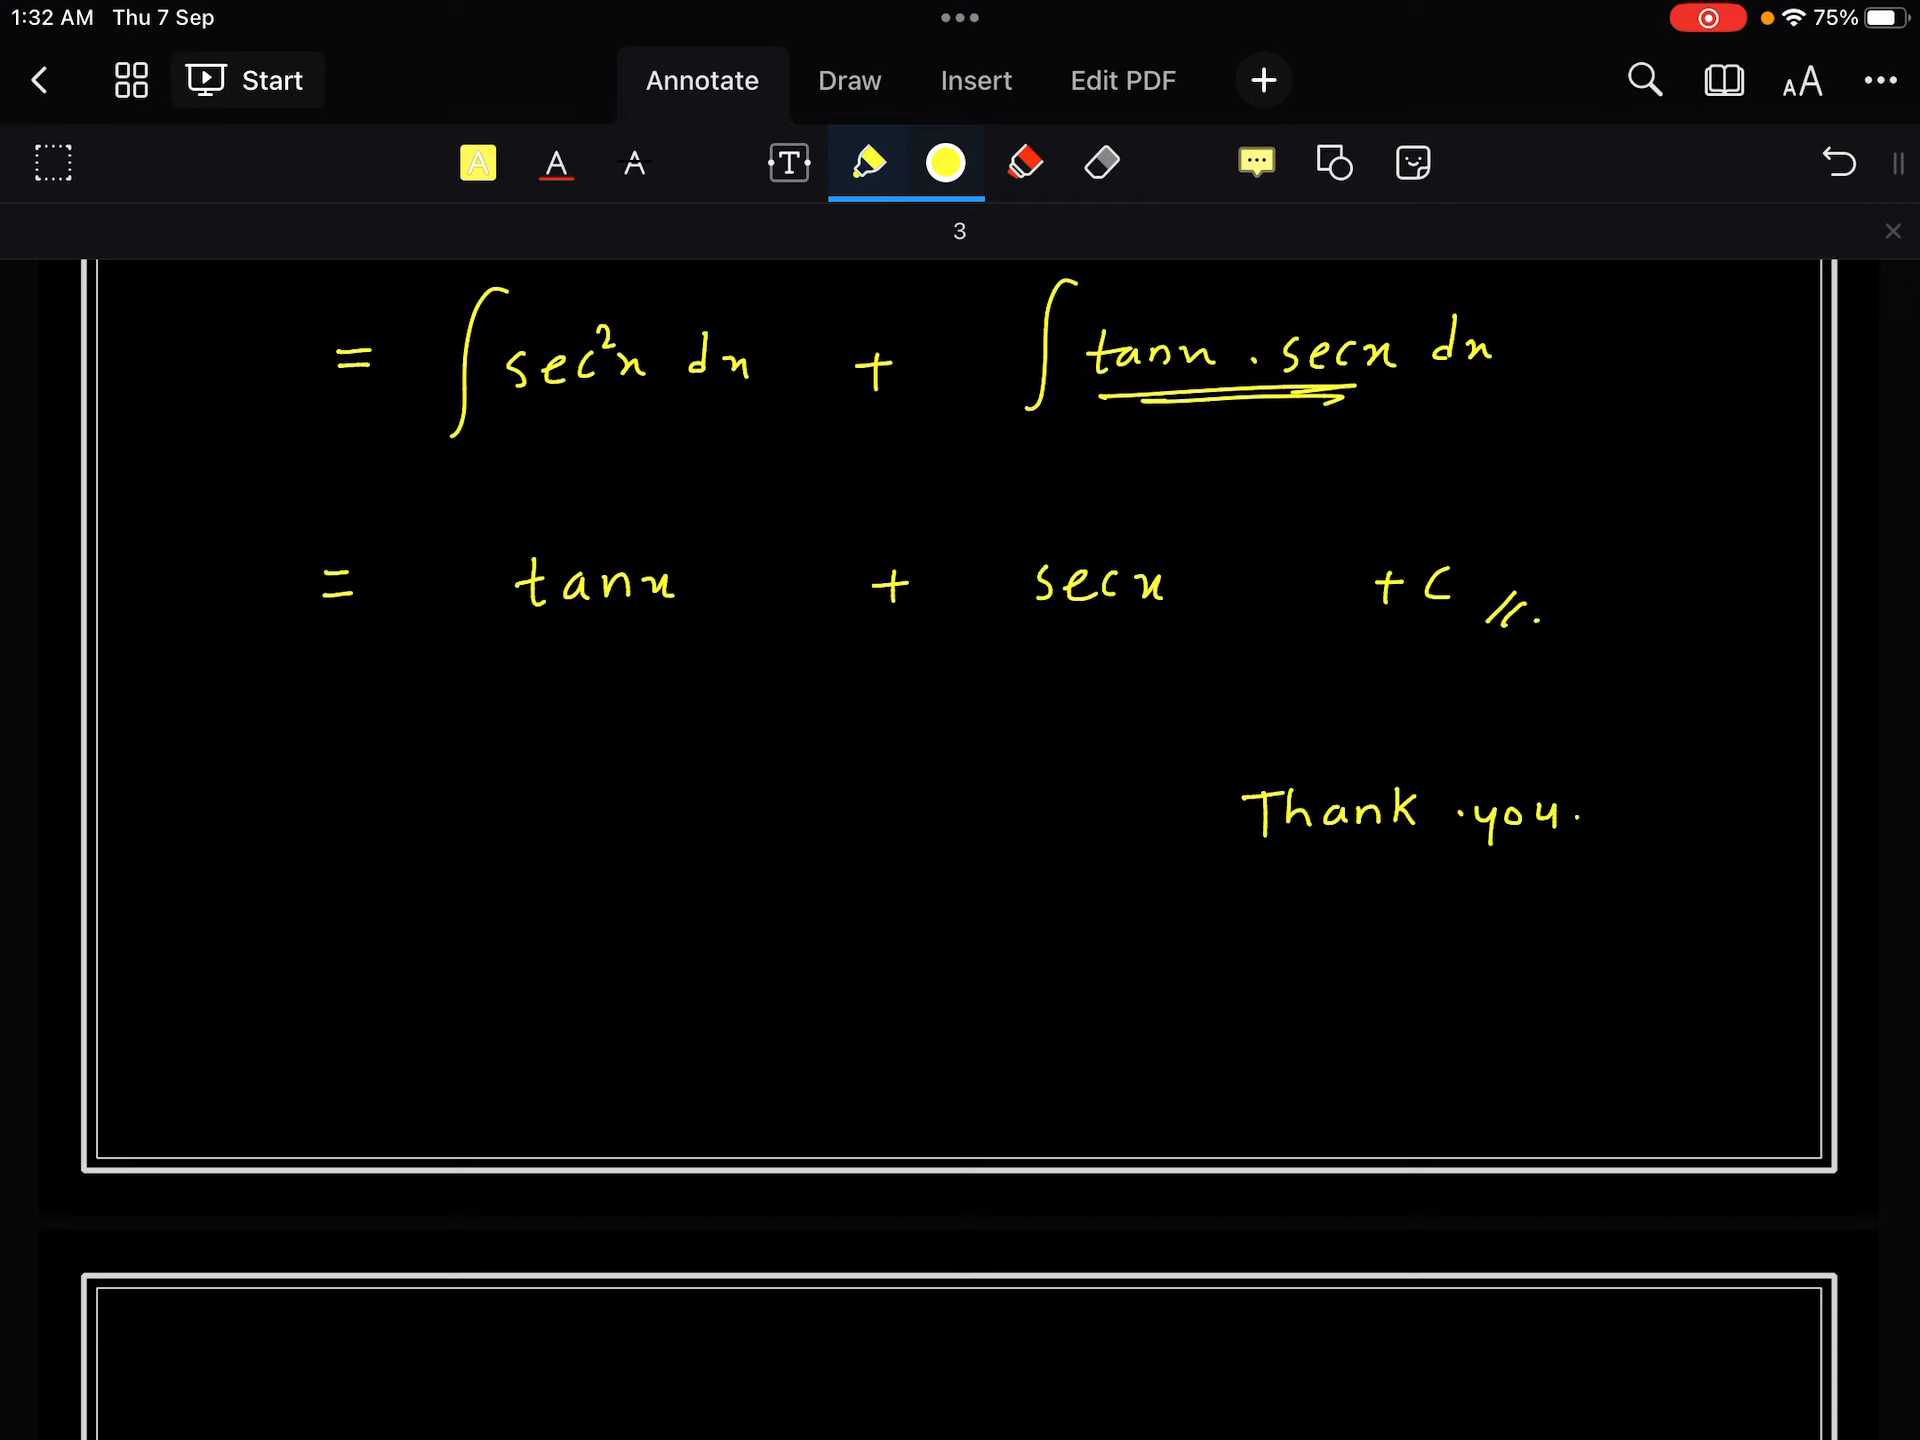 1:32 AM Thu 7 Sep 75%
Start Annotate Draw Insert Edit PDF AA
A A A T
3
= ∫ sec²x dx + ∫ tanx . secx dx
= tanx + secx + C //.
Thank .you.